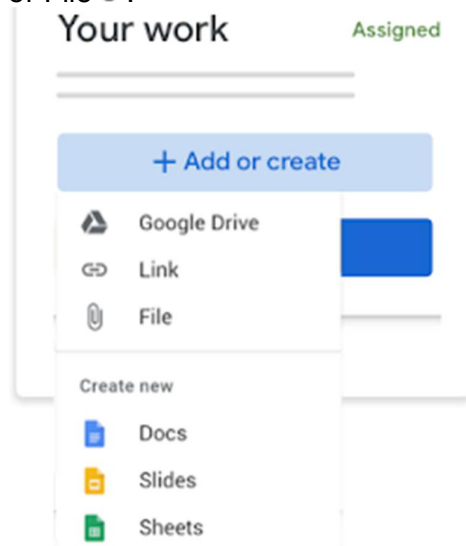 Your work
Assigned
+ Add or create
Google Drive
Link
File
Create new
Docs
Slides
Sheets